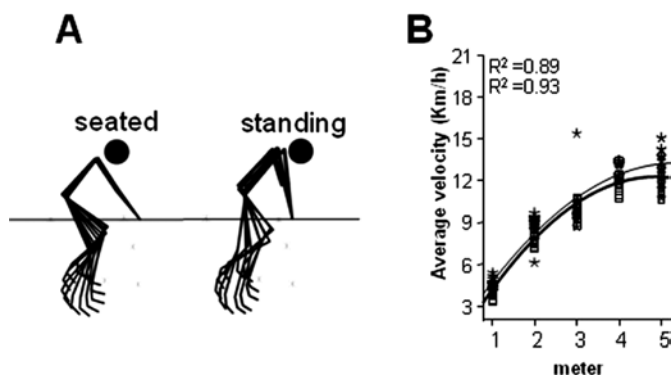 A
seated
standing
B
R² =0.89
R² =0.93
Average velocity (Km/h)
21
18
15
12
9
6
3
1 2 3 4 5
meter